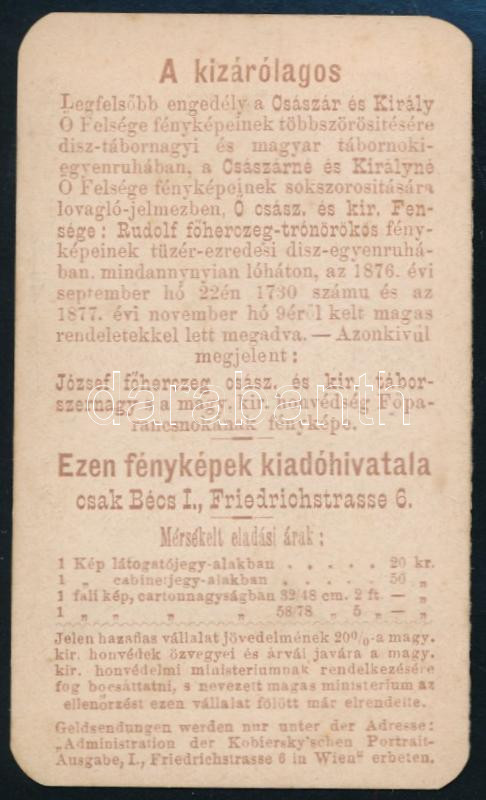 A kizárólagos
Legfelsőbb engedély a Császár és Király
Ő Felsége fényképeinek többszörösitésére
disz-tábornagyi és magyar tábornoki-
egyenruhában, a Császárné és Királyné
Ő Felsége fényképeinek sokszorositására
lovagló-jelmezben, Ő csász. és kir. Fen-
sége: Rudolf főherczeg-trónörökös fény-
képeinek tüzér-ezredesi disz-egyenruhá-
ban. mindannynyian lóháton, az 1876. évi
september hó 22én 1730 számu és az
1877. évi november hó 9éről kelt magas
rendeletekkel lett megadva. — Azonkivül
megjelent:
József főherczeg csász. és kir. tábor-
szernagy a magy. kir. honvédség Főpa-
rancsnokának fényképe.
Ezen fényképek kiadóhivatala
csak Bécs I., Friedrichstrasse 6.
Mérsékelt eladási árak:
1 Kép látogatójegy-alakban . . . . . 20 kr.
1 „ cabinetjegy-alakban . . . . . 50 „
1 fali kép, cartonnagyságban 32/48 cm. 2 ft. — „
1 „ „ „ 58/78 „ 5 „ — „
Jelen hazafias vállalat jövedelmének 20%-a magy.
kir. honvédek özvegyei és árvái javára a magy.
kir. honvédelmi ministeriumnak rendelkezésére
fog bocsáttatni, s nevezett magas ministerium az
ellenőrzést ezen vállalat fölött már elrendelte.
Geldsendungen werden nur unter der Adresse:
„Administration der Kobiersky'schen Portrait-
Ausgabe, I., Friedrichstrasse 6 in Wien" erbeten.
darabanth